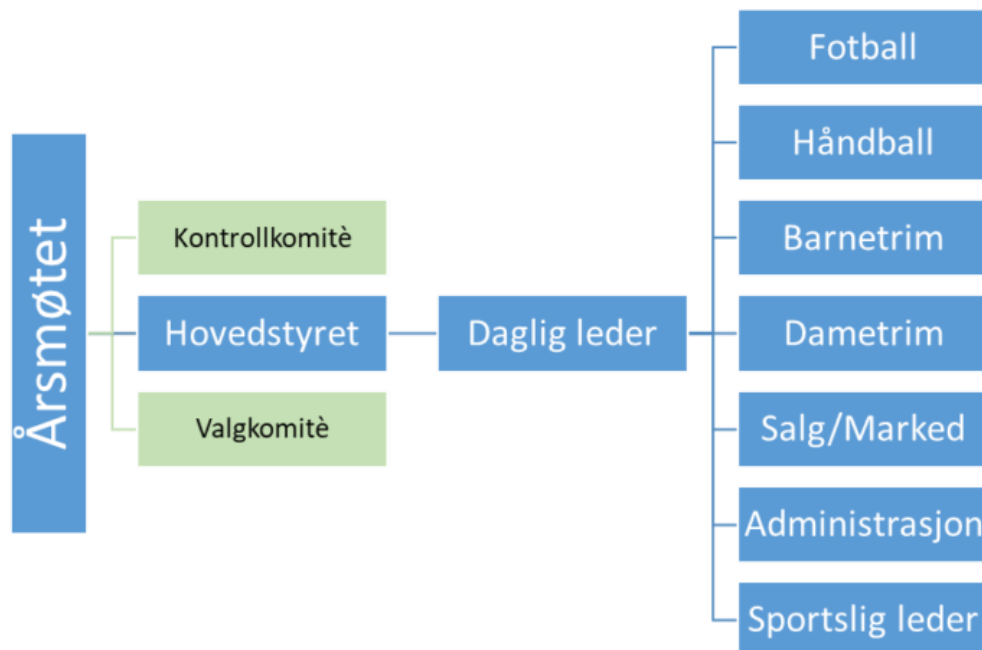 Årsmøtet
Kontrollkomitè
Hovedstyret
Valgkomitè
Daglig leder
Fotball
Håndball
Barnetrim
Dametrim
Salg/Marked
Administrasjon
Sportslig leder